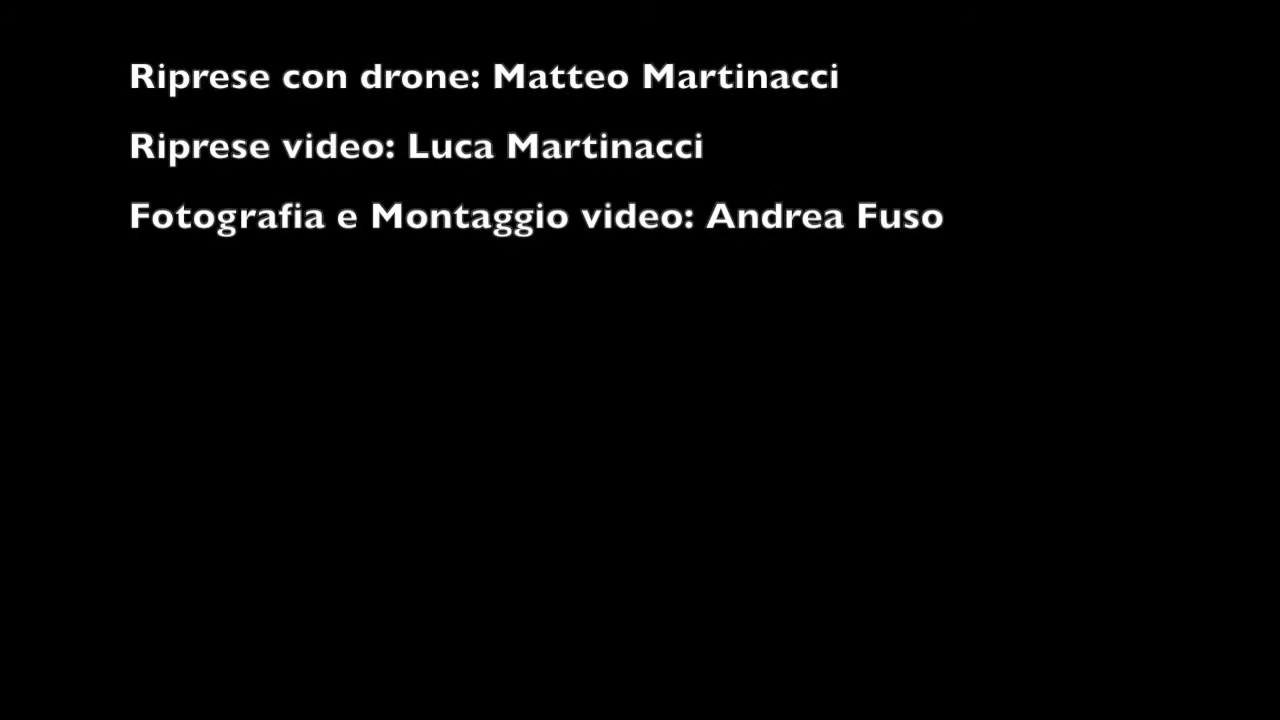 Riprese con drone: Matteo Martinacci
Riprese video: Luca Martinacci
Fotografia e Montaggio video: Andrea Fuso